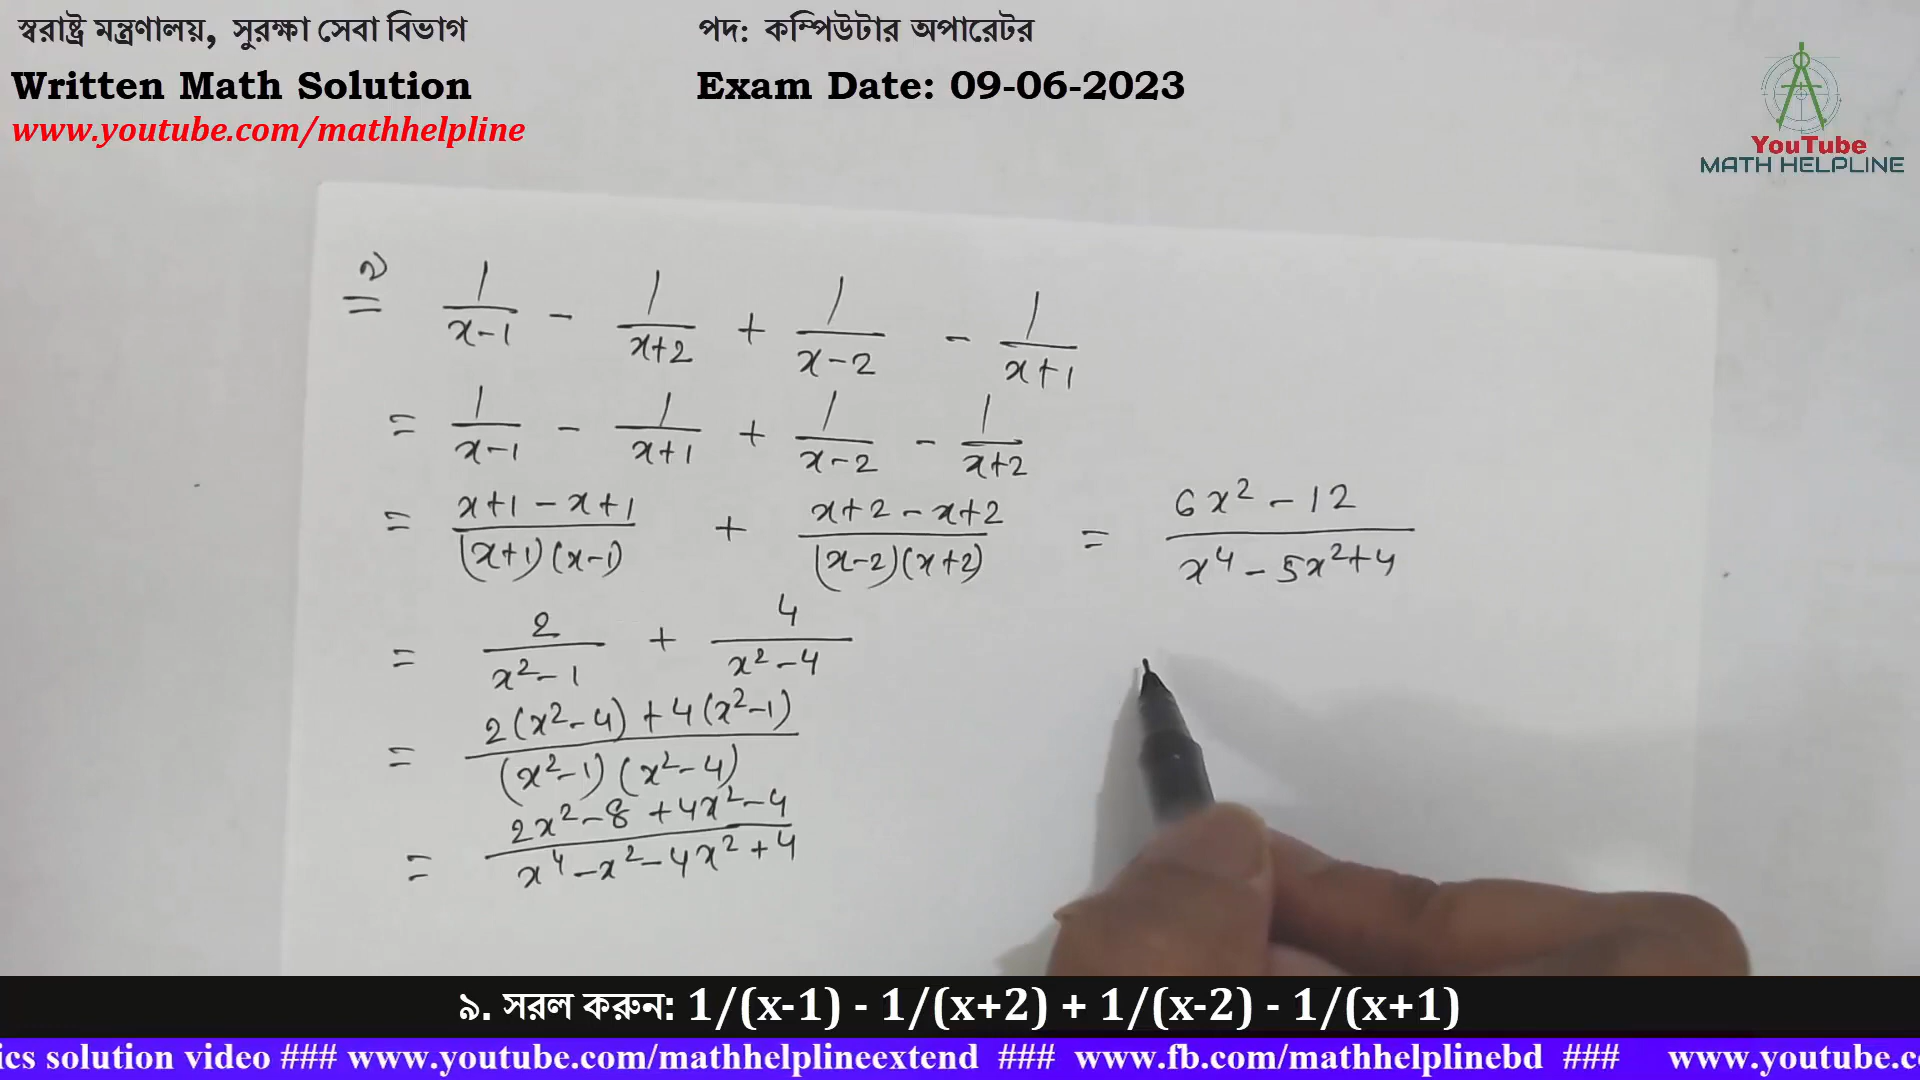 স্বরাষ্ট্র মন্ত্রণালয়, সুরক্ষা সেবা বিভাগ
পদ: কম্পিউটার অপারেটর
Written Math Solution
Exam Date: 09-06-2023
www.youtube.com/mathhelpline
YouTube
MATH HELPLINE
৯ 1/(x-1) - 1/(x+2) + 1/(x-2) - 1/(x+1)
= 1/(x-1) - 1/(x+1) + 1/(x-2) - 1/(x+2)
= (x+1-x+1)/((x+1)(x-1)) + (x+2-x+2)/((x-2)(x+2))
= 2/(x²-1) + 4/(x²-4)
= (2(x²-4)+4(x²-1))/((x²-1)(x²-4))
= (2x²-8+4x²-4)/(x⁴-x²-4x²+4)
= (6x²-12)/(x⁴-5x²+4)
৯. সরল করুন: 1/(x-1) - 1/(x+2) + 1/(x-2) - 1/(x+1)
ics solution video ### www.youtube.com/mathhelplineextend ### www.fb.com/mathhelplinebd ### www.youtube.co